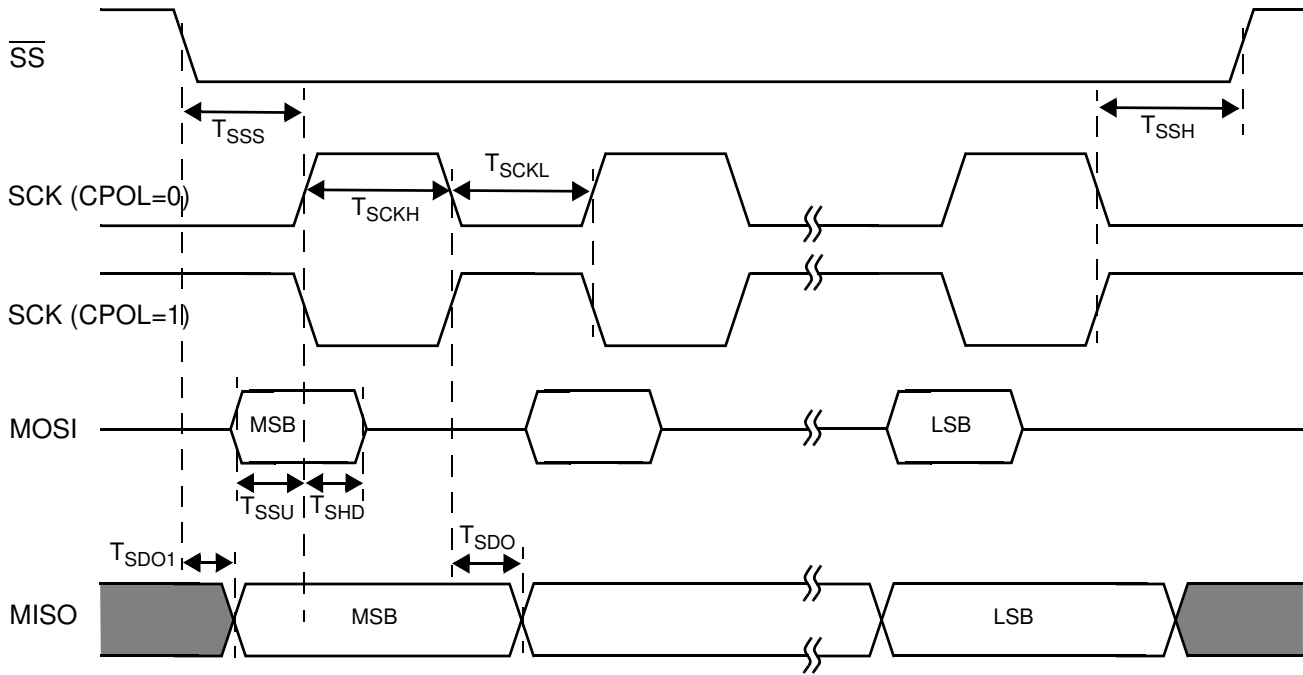 SS
TSSS
TSSH
TSCKL
SCK (CPOL=0)
TSCKH
SCK (CPOL=1)
MOSI
MSB
LSB
TSSU
TSHD
TSDO1
TSDO
MISO
MSB
LSB